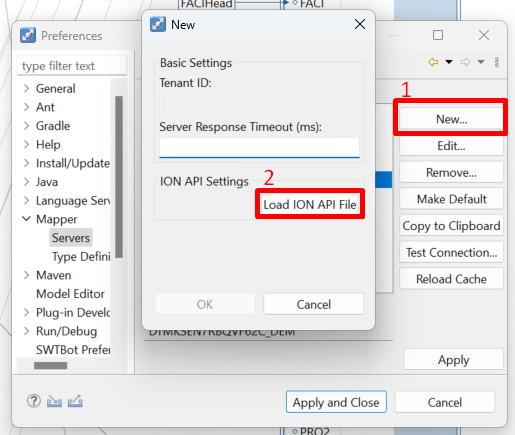 FACIHead
FACI
Preferences
New
type filter text
General
Ant
Gradle
Help
Install/Update
Java
Language Serv
Mapper
Servers
Type Defini
Maven
Model Editor
Plug-in Develo
Run/Debug
SWTBot Prefer
Basic Settings
Tenant ID:
Server Response Timeout (ms):
ION API Settings
2
Load ION API File
OK
Cancel
1
New...
Edit...
Remove...
Make Default
Copy to Clipboard
Test Connection...
Reload Cache
DTMKSEN7RBQVF62C_DEM
Apply
Apply and Close
Cancel
PRO2